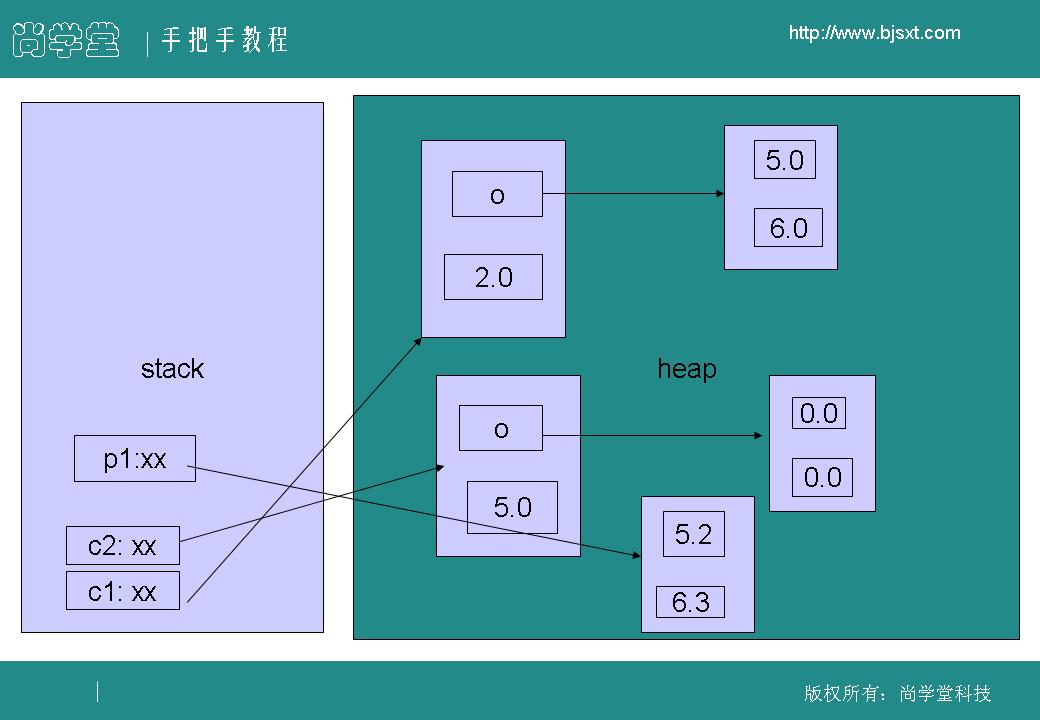 尚学堂
手把手教程
http://www.bjsxt.com
stack
p1:xx
c2: xx
c1: xx
heap
o
2.0
5.0
6.0
o
5.0
0.0
0.0
5.2
6.3
版权所有：尚学堂科技